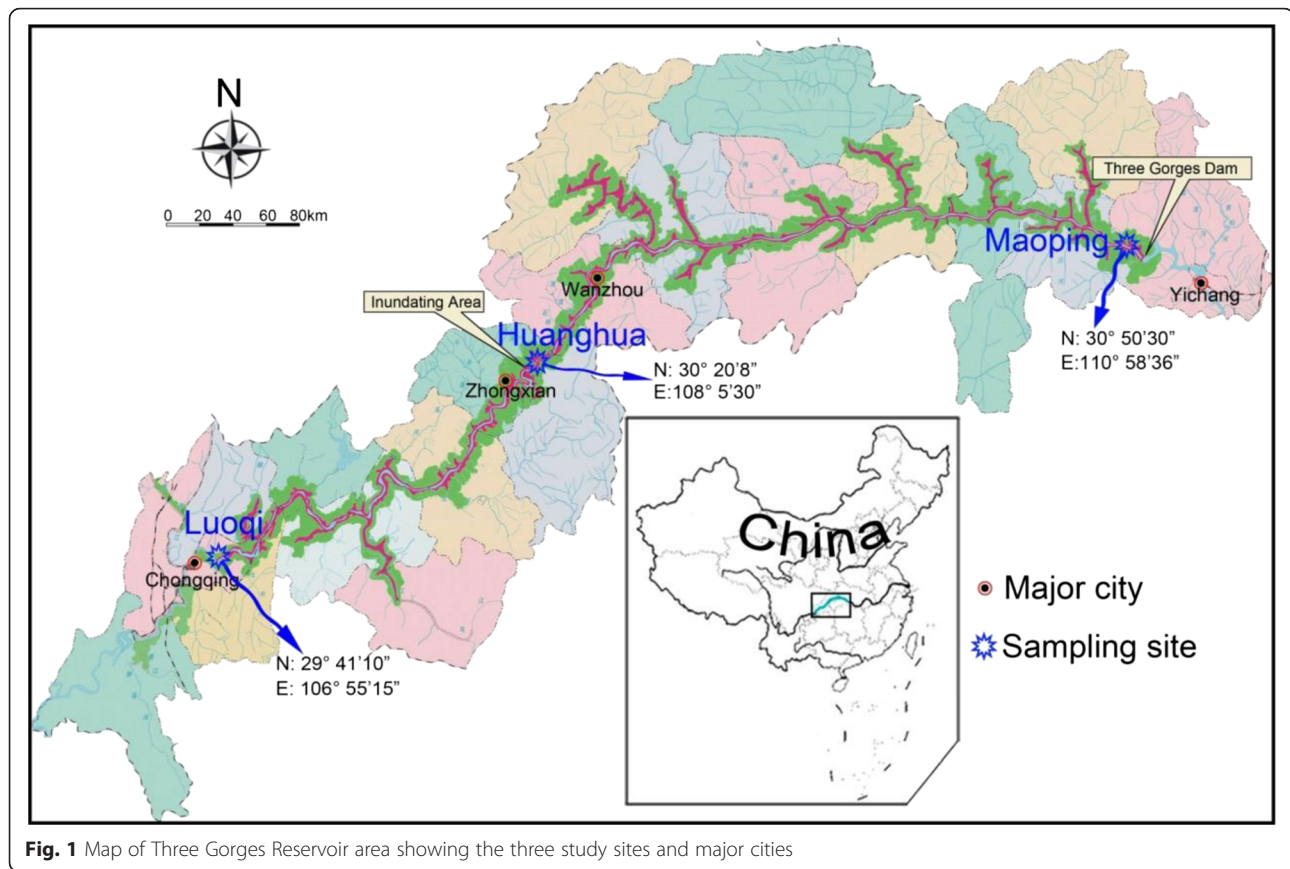 N
0 20 40 60 80km
Three Gorges Dam
Maoping
Wanzhou
Yichang
Inundating Area
Huanghua
N: 30° 50'30”
E:110° 58'36”
N: 30° 20'8”
E:108° 5'30”
Zhongxian
Luoqi
China
Chongqing
Major city
Sampling site
N: 29° 41'10”
E: 106° 55'15”
Fig. 1 Map of Three Gorges Reservoir area showing the three study sites and major cities